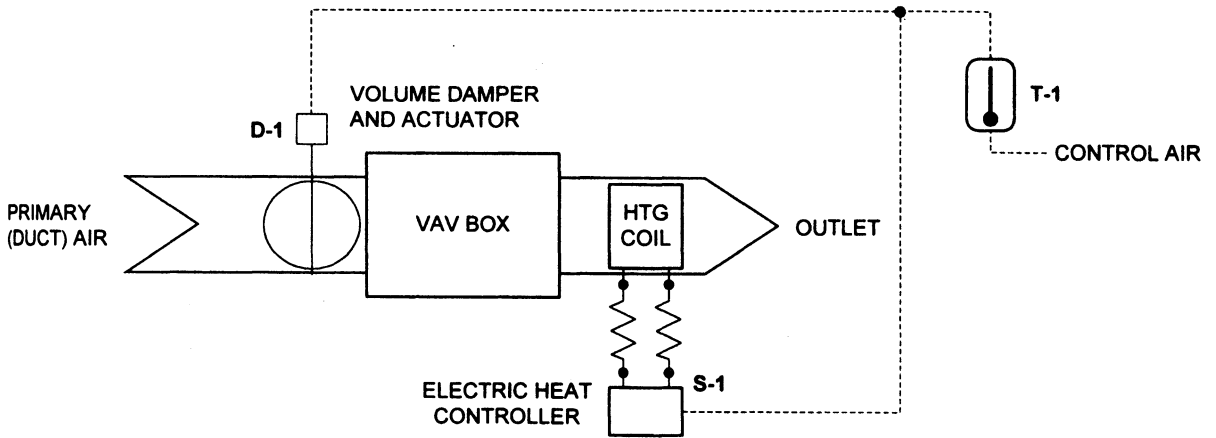 VOLUME DAMPER
AND ACTUATOR
D-1
T-1
CONTROL AIR
PRIMARY
(DUCT) AIR
VAV BOX
HTG
COIL
OUTLET
ELECTRIC HEAT
CONTROLLER
S-1